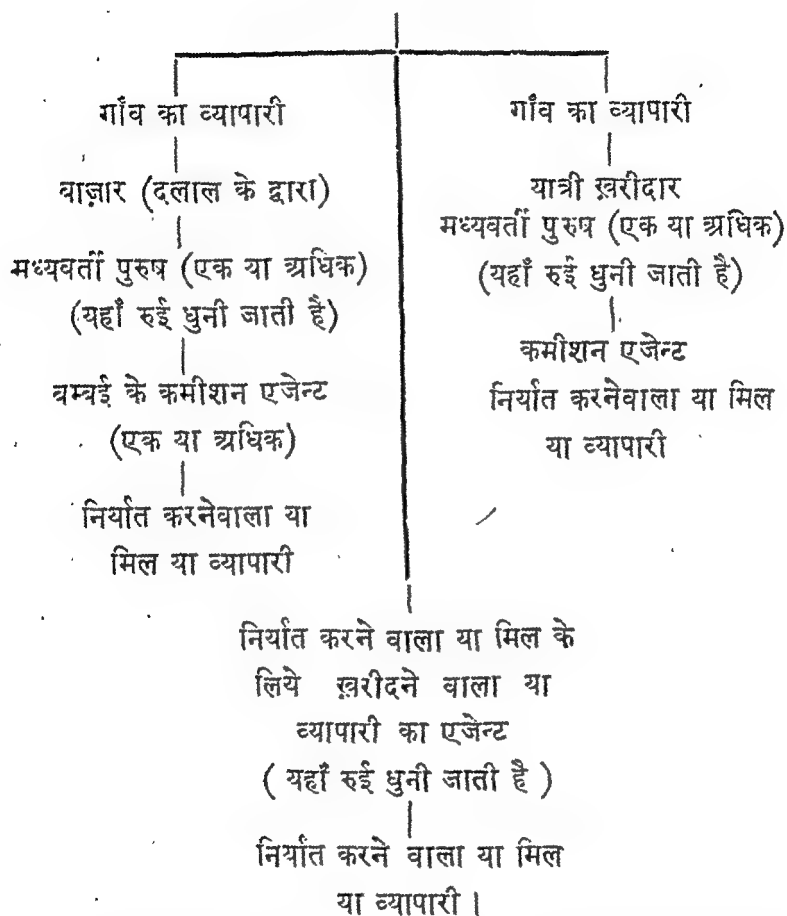 गाँव का व्यापारी
बाज़ार (दलाल के द्वारा)
मध्यवर्ती पुरुष (एक या अधिक)
(यहाँ रुई धुनी जाती है)
बम्बई के कमीशन एजेन्ट
(एक या अधिक)
निर्यात करनेवाला या
मिल या व्यापारी
गाँव का व्यापारी
यात्री ख़रीदार
मध्यवर्ती पुरुष (एक या अधिक)
(यहाँ रुई धुनी जाती है)
कमीशन एजेन्ट
निर्यात करनेवाला या मिल
या व्यापारी
निर्यात करने वाला या मिल के
लिये ख़रीदने वाला या
व्यापारी का एजेन्ट
( यहाँ रुई धुनी जाती है )
निर्यात करने वाला या मिल
या व्यापारी |